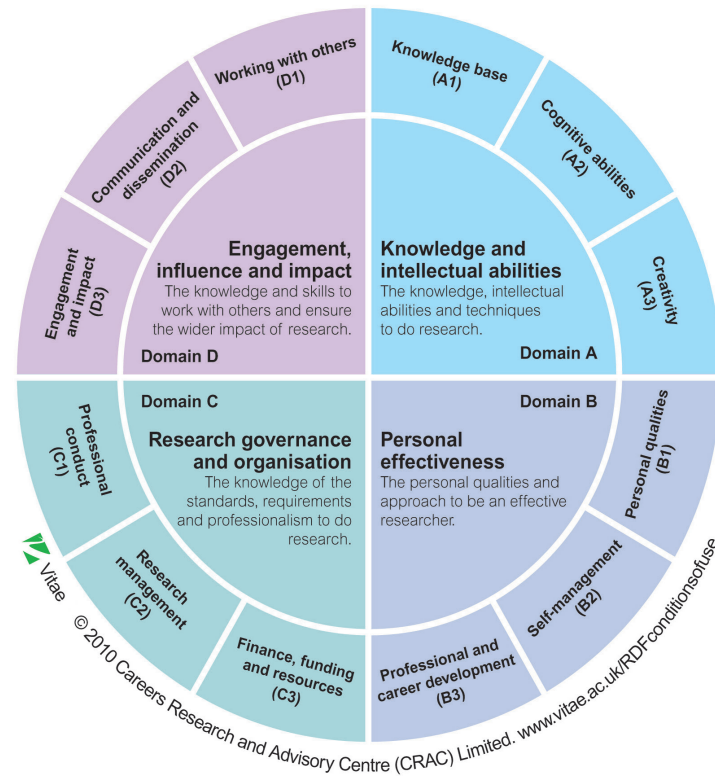 Knowledge base
(A1)
Cognitive abilities
(A2)
Creativity
(A3)
Knowledge and
intellectual abilities
The knowledge, intellectual
abilities and techniques
to do research.
Domain A
Domain B
Personal
effectiveness
The personal qualities and
approach to be an effective
researcher.
Personal qualities
(B1)
Self-management
(B2)
Professional and
career development
(B3)
Domain C
Research governance
and organisation
The knowledge of the
standards, requirements
and professionalism to do
research.
Professional
conduct
(C1)
Research
management
(C2)
Finance, funding
and resources
(C3)
Engagement,
influence and impact
The knowledge and skills to
work with others and ensure
the wider impact of research.
Domain D
Working with others
(D1)
Communication and
dissemination
(D2)
Engagement
and impact
(D3)
Vitae
© 2010 Careers Research and Advisory Centre (CRAC) Limited. www.vitae.ac.uk/RDFconditionsofuse